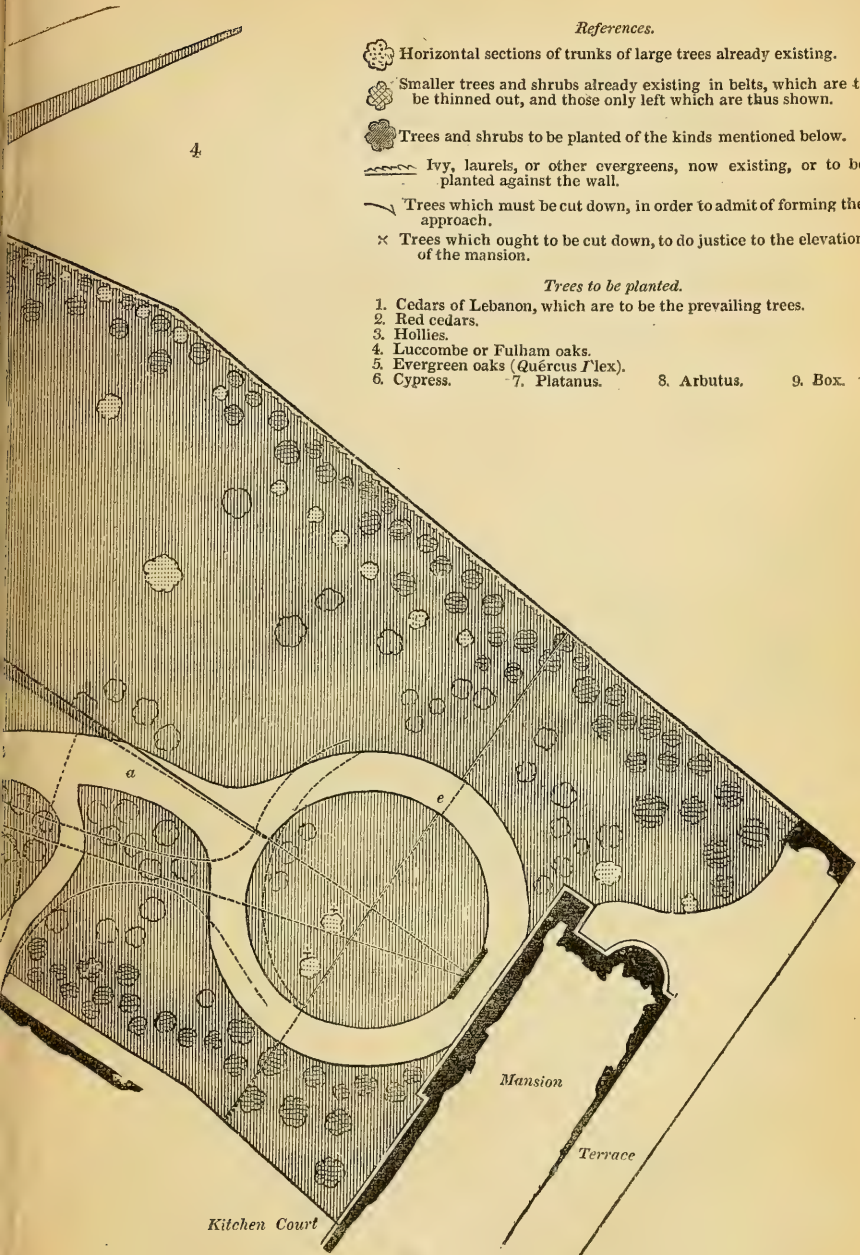 References.
Horizontal sections of trunks of large trees already existing.
Smaller trees and shrubs already existing in belts, which are t
be thinned out, and those only left which are thus shown.
Trees and shrubs to be planted of the kinds mentioned below.
Ivy, laurels, or other evergreens, now existing, or to be
planted against the wall.
Trees which must be cut down, in order to admit of forming the
approach.
× Trees which ought to be cut down, to do justice to the elevation
of the mansion.
4
Trees to be planted.
1. Cedars of Lebanon, which are to be the prevailing trees.
2. Red cedars.
3. Hollies.
4. Luccombe or Fulham oaks.
5. Evergreen oaks (Quércus I'lex).
6. Cypress. 7. Platanus. 8. Arbutus. 9. Box.
a
e
Mansion
Terrace
Kitchen Court